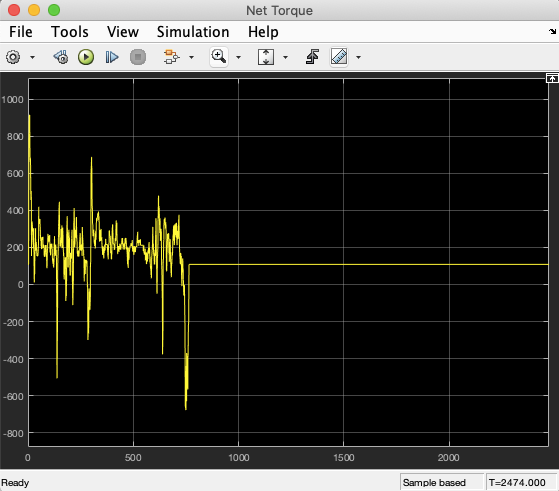 Net Torque
File Tools View Simulation Help
1000
800
600
400
200
0
-200
-400
-600
-800
0 500 1000 1500 2000
Ready Sample based T=2474.000